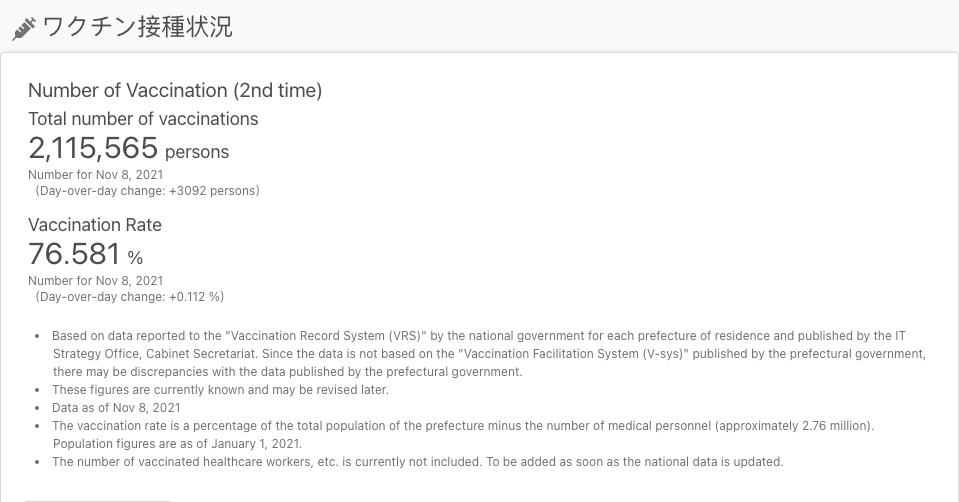 ワクチン接種状況
Number of Vaccination (2nd time)
Total number of vaccinations
2,115,565 persons
Number for Nov 8, 2021
(Day-over-day change: +3092 persons)
Vaccination Rate
76.581 %
Number for Nov 8, 2021
(Day-over-day change: +0.112 %)
• Based on data reported to the "Vaccination Record System (VRS)" by the national government for each prefecture of residence and published by the IT
Strategy Office, Cabinet Secretariat. Since the data is not based on the "Vaccination Facilitation System (V-sys)" published by the prefectural government,
there may be discrepancies with the data published by the prefectural government.
• These figures are currently known and may be revised later.
• Data as of Nov 8, 2021
• The vaccination rate is a percentage of the total population of the prefecture minus the number of medical personnel (approximately 2.76 million).
Population figures are as of January 1, 2021.
• The number of vaccinated healthcare workers, etc. is currently not included. To be added as soon as the national data is updated.